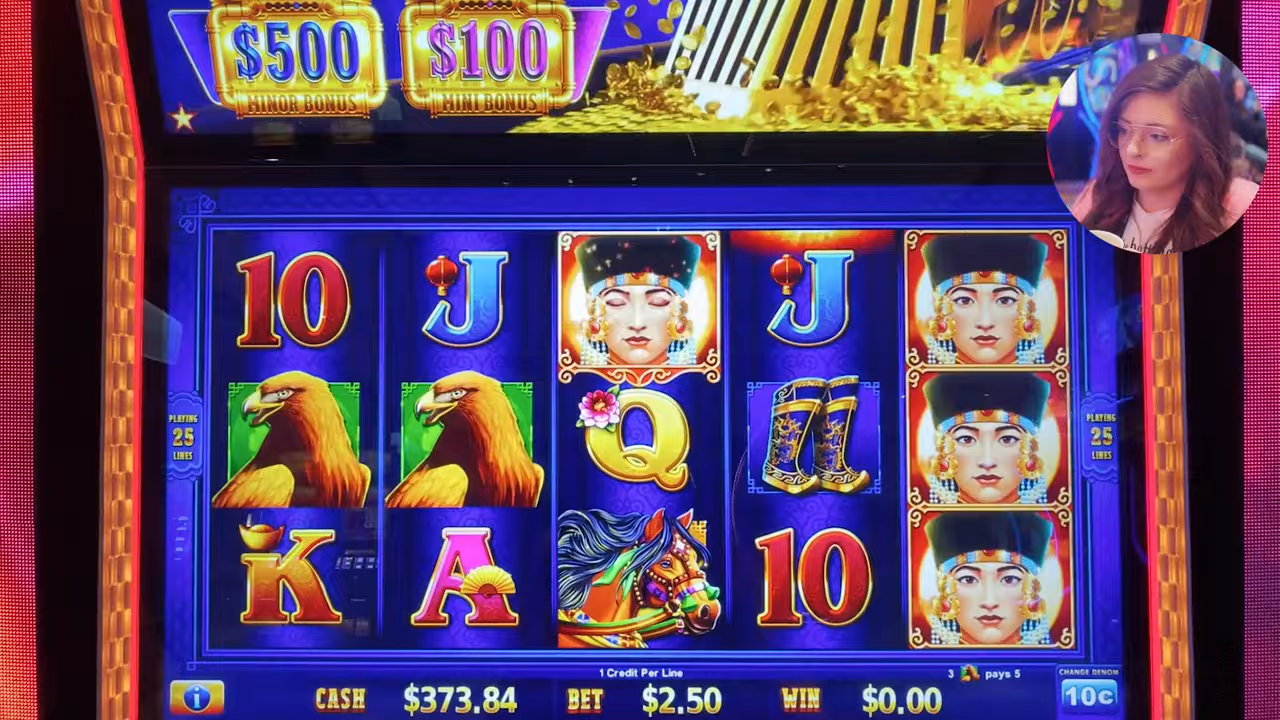 $500
MINOR BONUS
$100
MINI BONUS
10
J
J
PLAYING
25
LINES
Q
PLAYING
25
LINES
K
A
10
1 Credit Per Line
3 pays 5
CASH $373.84 BET $2.50 WIN $0.00
CHANGE DENOM
10¢